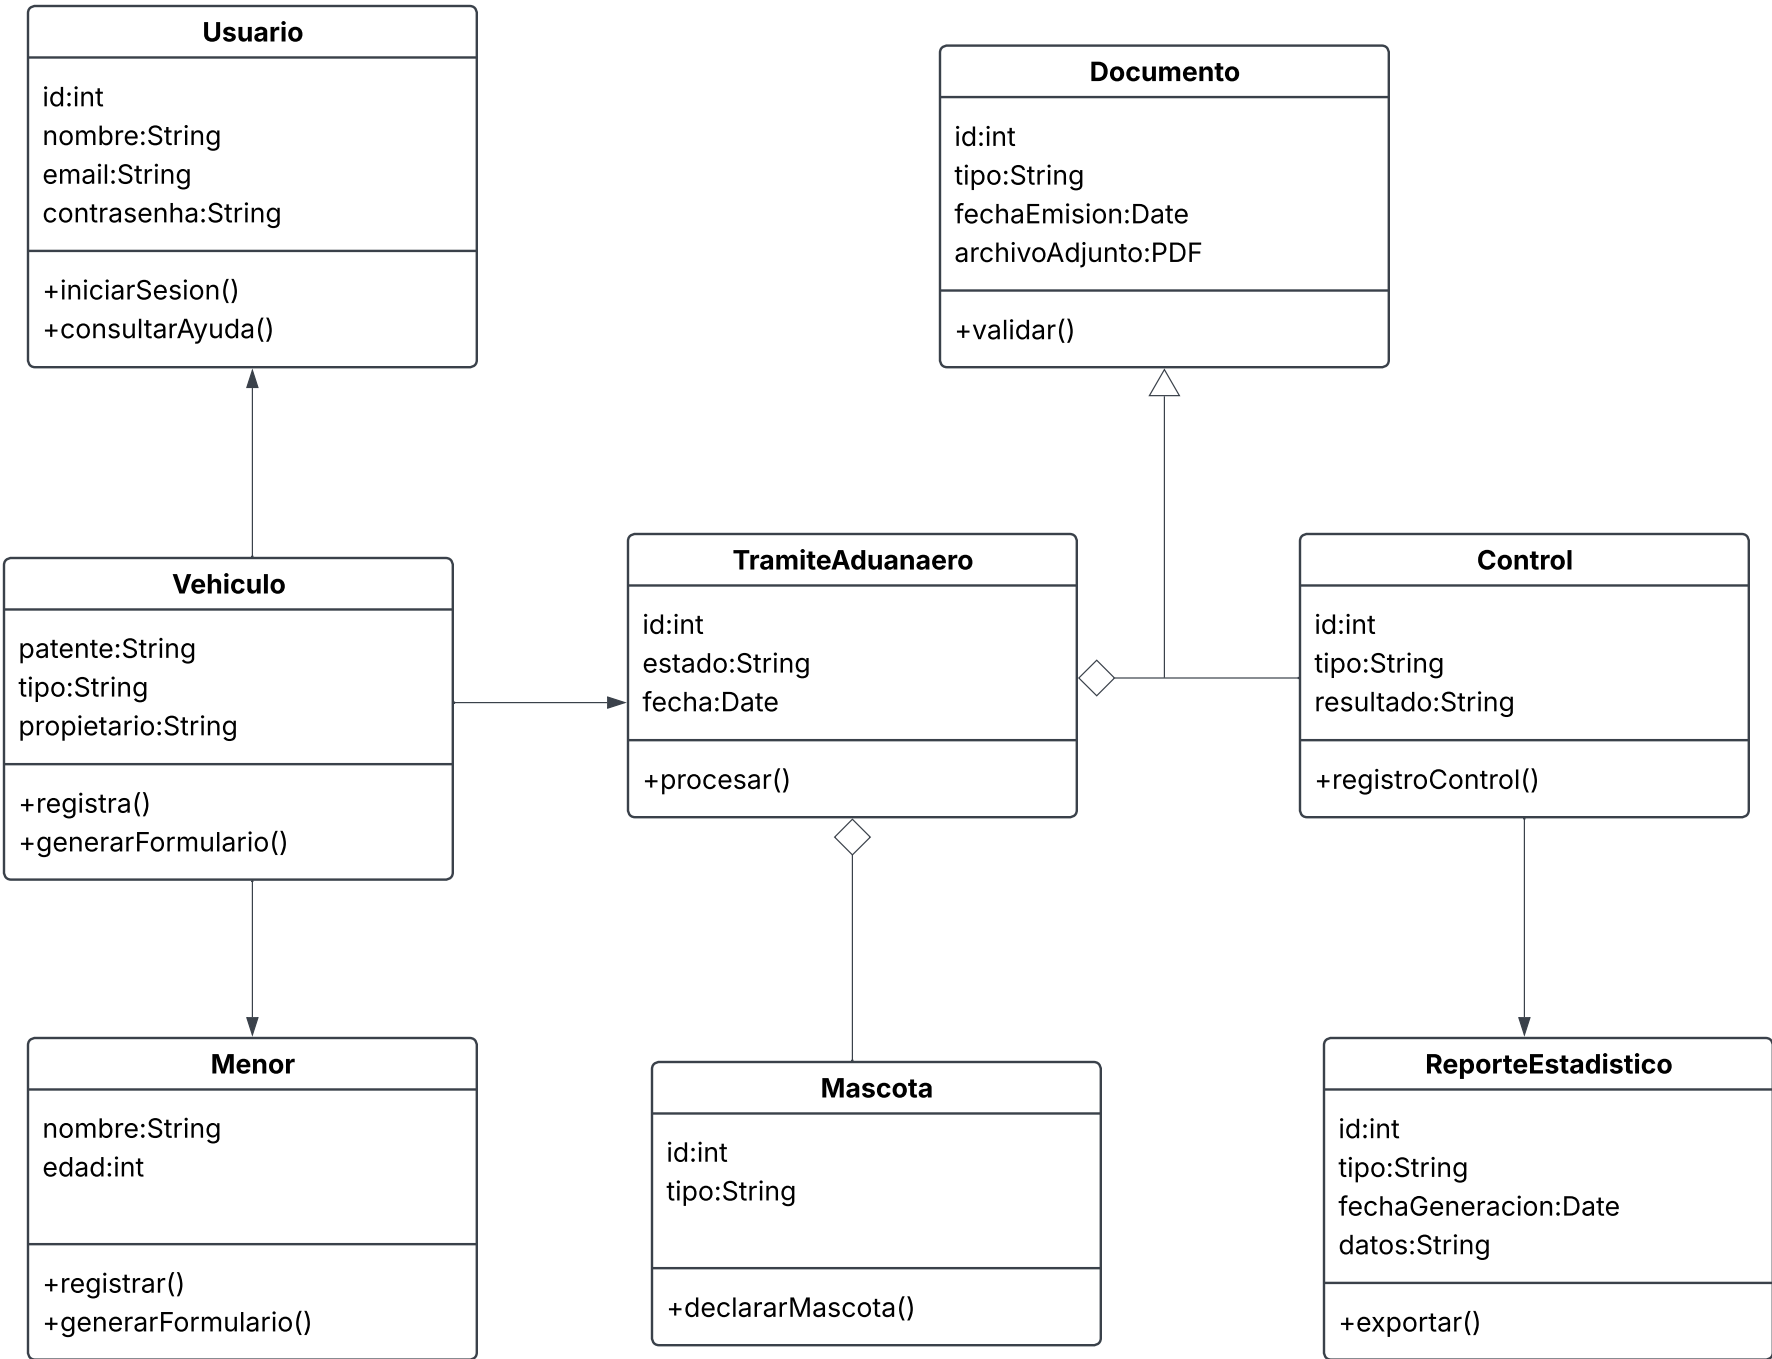 Usuario
id:int
nombre:String
email:String
contrasenha:String
+iniciarSesion()
+consultarAyuda()
Documento
id:int
tipo:String
fechaEmision:Date
archivoAdjunto:PDF
+validar()
Vehiculo
patente:String
tipo:String
propietario:String
+registra()
+generarFormulario()
TramiteAduanaero
id:int
estado:String
fecha:Date
+procesar()
Control
id:int
tipo:String
resultado:String
+registroControl()
Menor
nombre:String
edad:int
+registrar()
+generarFormulario()
Mascota
id:int
tipo:String
+declararMascota()
ReporteEstadistico
id:int
tipo:String
fechaGeneracion:Date
datos:String
+exportar()